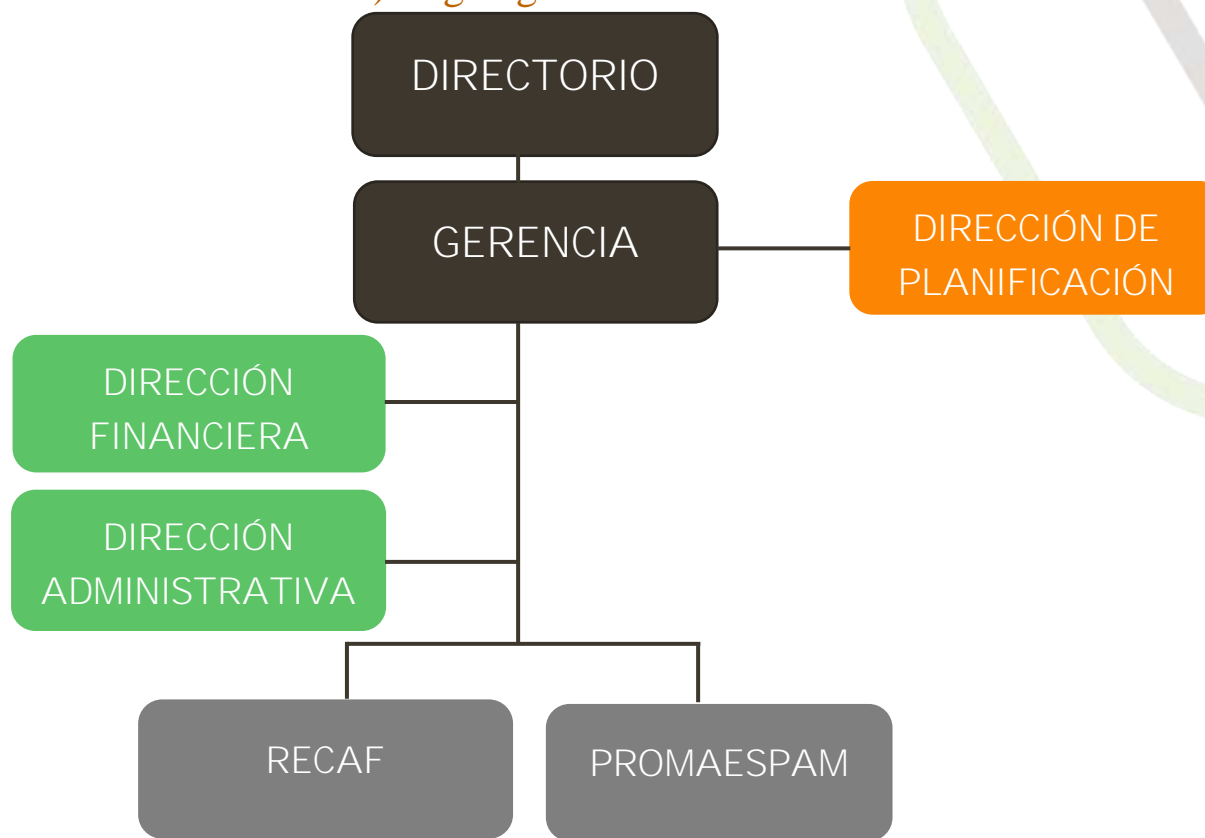 DIRECTORIO
GERENCIA
DIRECCIÓN DE
PLANIFICACIÓN
DIRECCIÓN
FINANCIERA
DIRECCIÓN
ADMINISTRATIVA
RECAF
PROMAESPAM